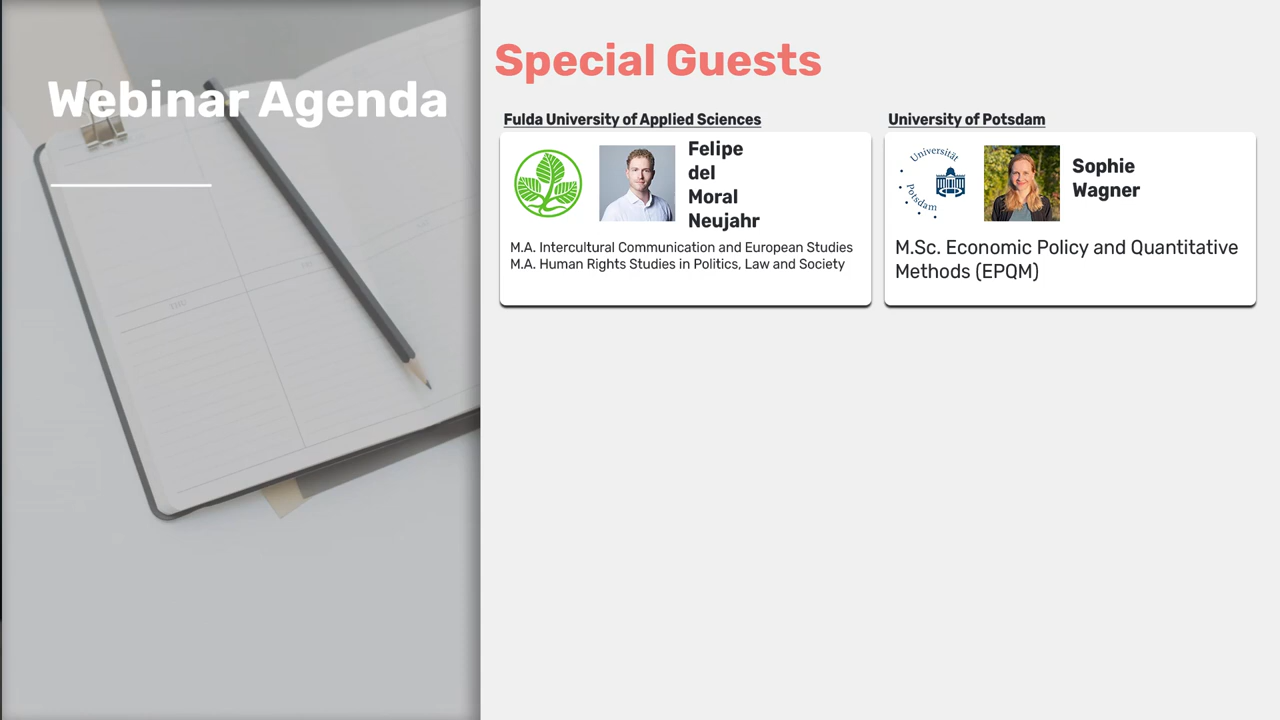 Webinar Agenda
Special Guests
Fulda University of Applied Sciences
Felipe
del
Moral
Neujahr
M.A. Intercultural Communication and European Studies
M.A. Human Rights Studies in Politics, Law and Society
University of Potsdam
Universität
Potsdam
Sophie
Wagner
M.Sc. Economic Policy and Quantitative
Methods (EPQM)